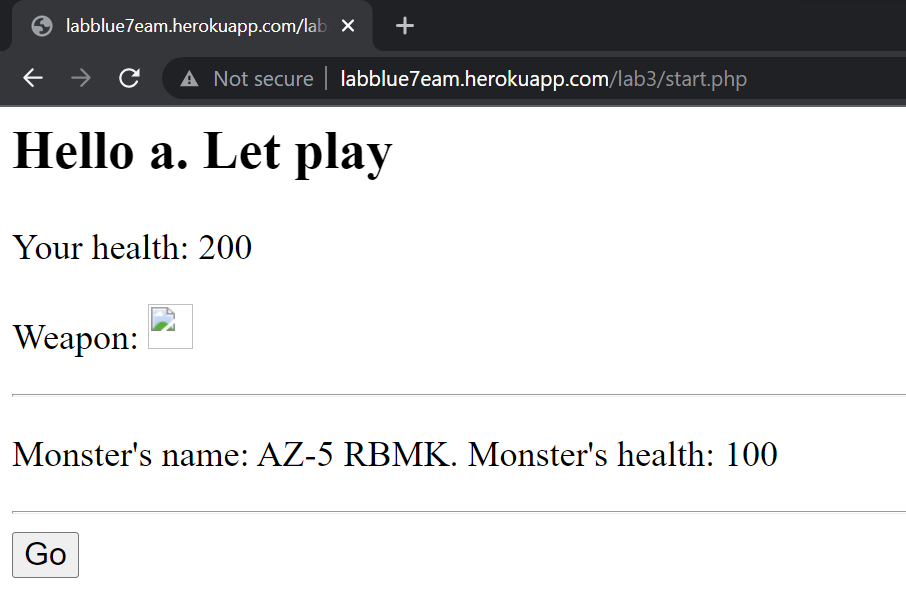 labblue7eam.herokuapp.com/lab
Not secure | labblue7eam.herokuapp.com/lab3/start.php
Hello a. Let play
Your health: 200
Weapon:
Monster's name: AZ-5 RBMK. Monster's health: 100
Go